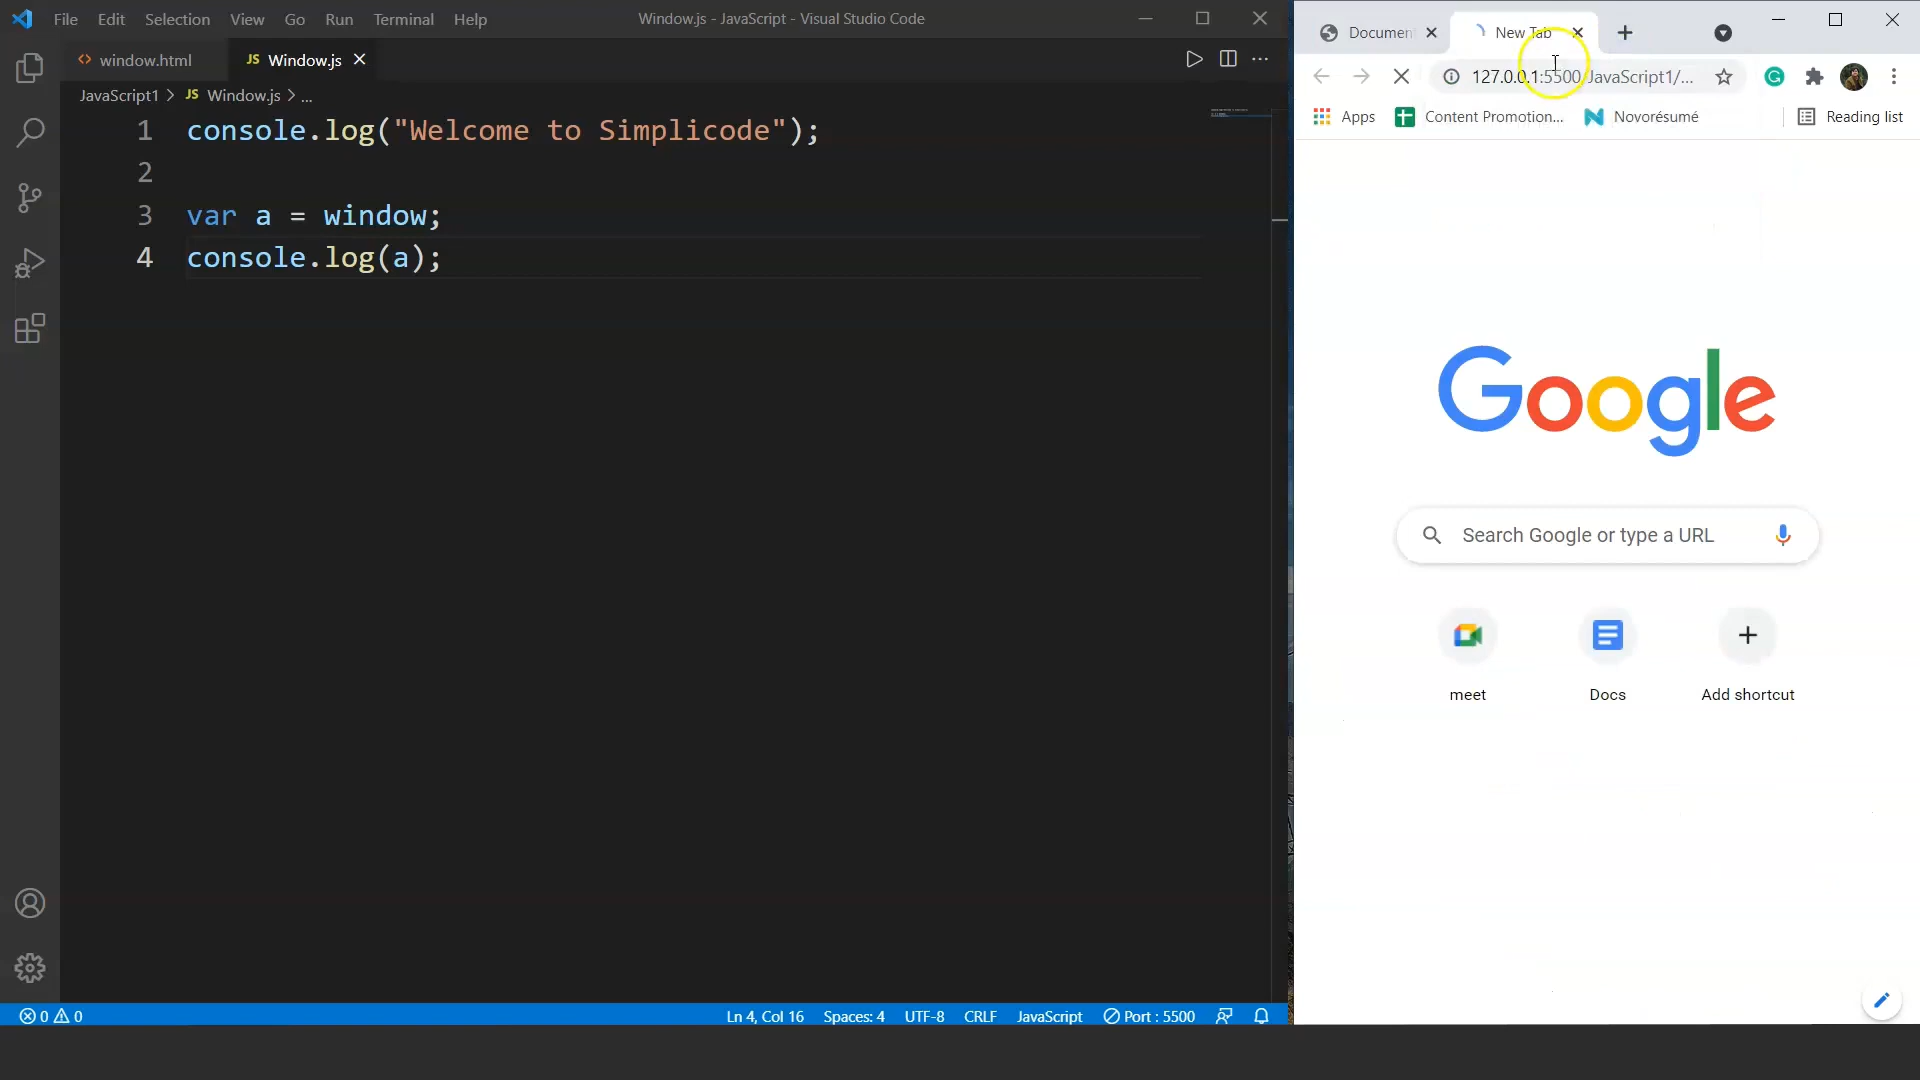 File Edit Selection View Go Run Terminal Help
Window.js - JavaScript - Visual Studio Code
window.html
JS Window.js
JavaScript1 > JS Window.js > ...
1 console.log("Welcome to Simplicode");
2
3 var a = window;
4 console.log(a);
0 0
Ln 4, Col 16 Spaces: 4 UTF-8 CRLF JavaScript Port : 5500
Documen New Tab
127.0.0.1:5500/JavaScript1/...
Apps Content Promotion... Novorésumé Reading list
Google
Search Google or type a URL
meet Docs Add shortcut